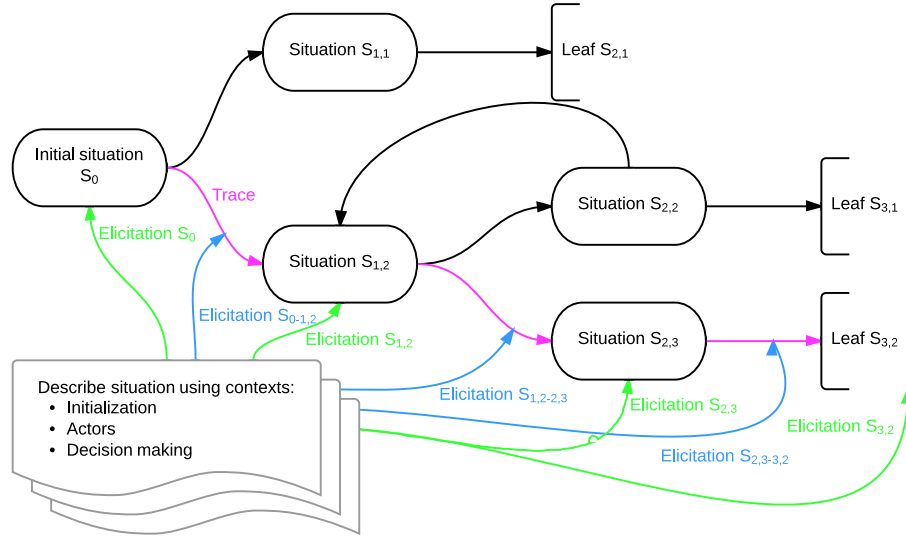 Situation S1,1
Leaf S2,1
Initial situation
S0
Trace
Situation S2,2
Leaf S3,1
Elicitation S0
Situation S1,2
Elicitation S0-1,2
Elicitation S1,2
Situation S2,3
Leaf S3,2
Describe situation using contexts:
• Initialization
• Actors
• Decision making
Elicitation S1,2-2,3
Elicitation S2,3
Elicitation S3,2
Elicitation S2,3-3,2